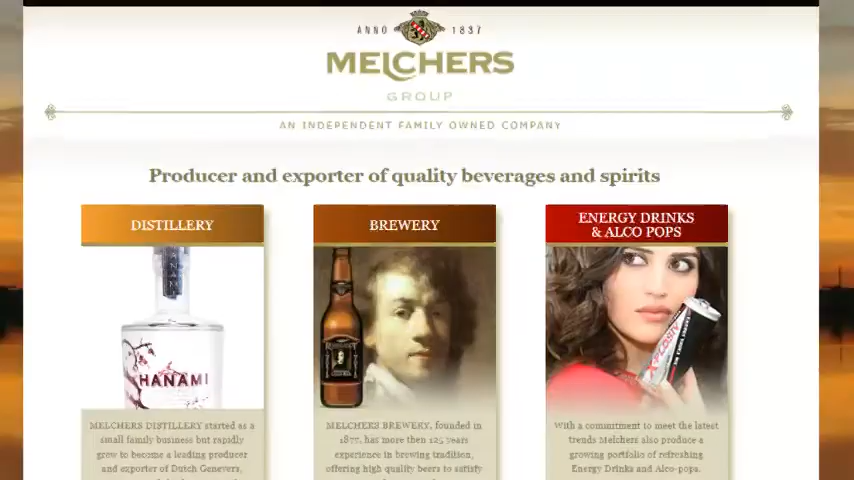 ANNO 1837
MELCHERS
GROUP
AN INDEPENDENT FAMILY OWNED COMPANY
Producer and exporter of quality beverages and spirits
DISTILLERY
BREWERY
ENERGY DRINKS
& ALCO POPS
HANAMI
X-PLOSIV
MELCHERS DISTILLERY started as a
small family business but rapidly
grow to become a leading producer
and exporter of Dutch Genevers,
MELCHERS BREWERY, founded in
1877, has more then 125 years
experience in brewing tradition,
offering high quality beers to satisfy
With a commitment to meet the latest
trends Melchers also produce a
growing portfolio of refreshing
Energy Drinks and Alco-pops.